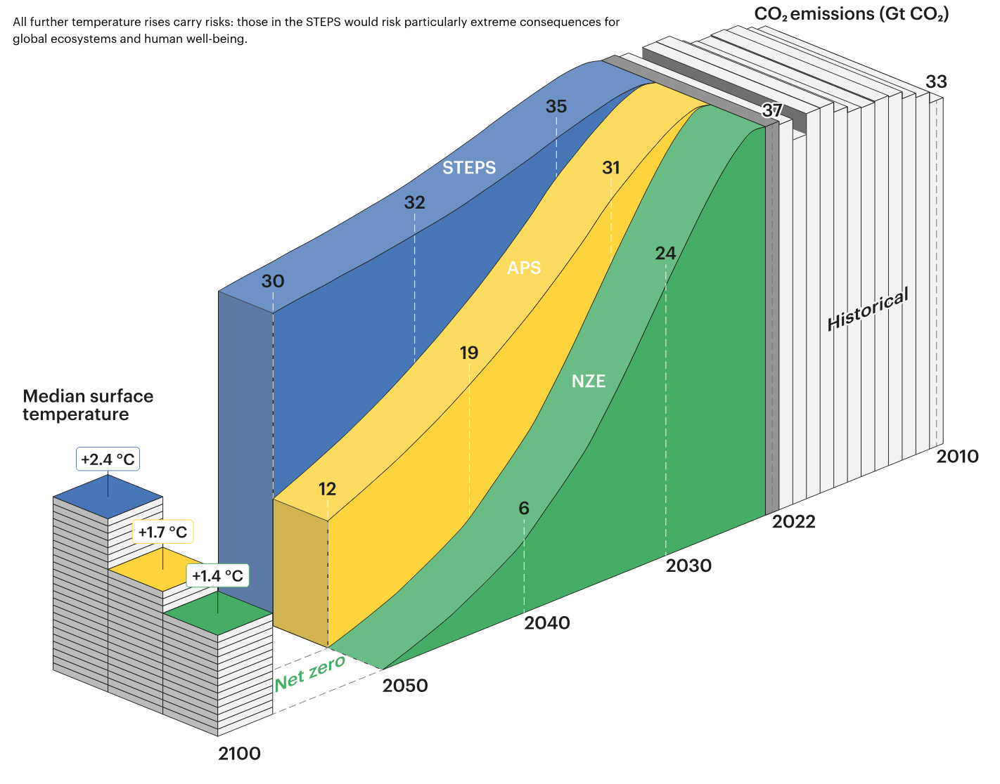 All further temperature rises carry risks: those in the STEPS would risk particularly extreme consequences for
global ecosystems and human well-being.
CO₂ emissions (Gt CO₂)
33
37
35
STEPS
31
32
24
APS
30
Historical
19
NZE
Median surface
temperature
2010
+2.4 °C
12
6
2022
+1.7 °C
2030
+1.4 °C
2040
Net zero
2050
2100